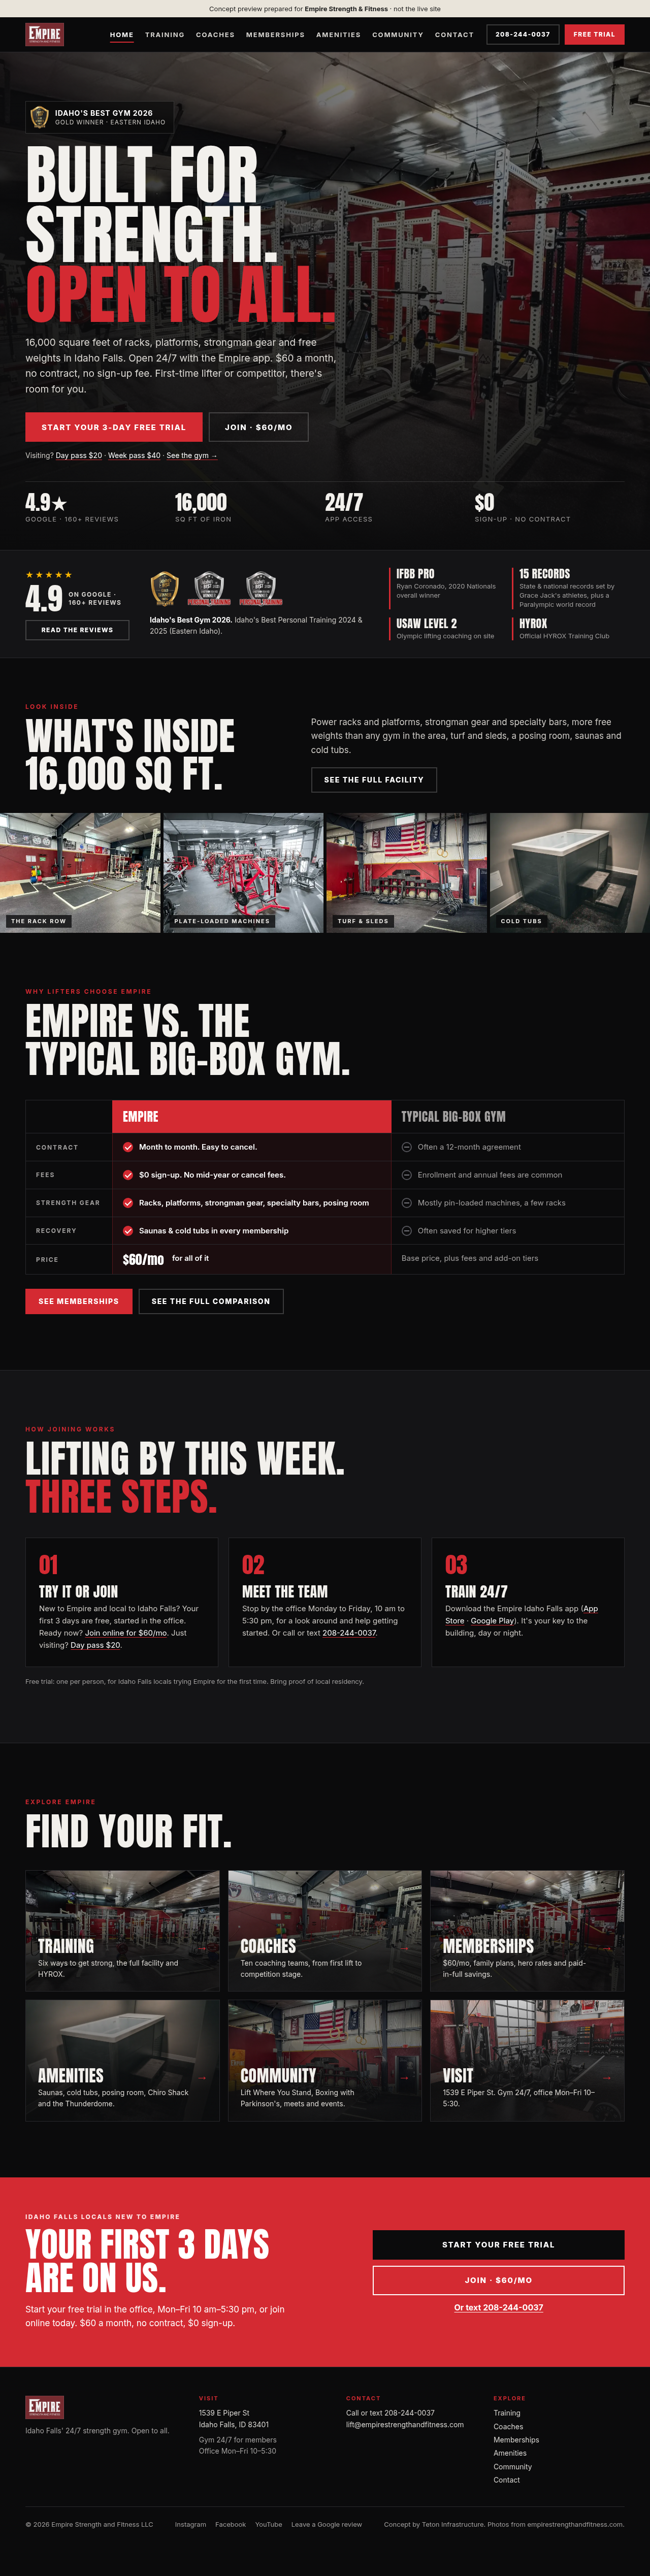 Concept preview prepared for Empire Strength & Fitness · not the live site
EMPIRE
HOME TRAINING COACHES MEMBERSHIPS AMENITIES COMMUNITY CONTACT 208-244-0037 FREE TRIAL
IDAHO'S BEST GYM 2026
GOLD WINNER · EASTERN IDAHO
BUILT FOR
STRENGTH.
OPEN TO ALL.
16,000 square feet of racks, platforms, strongman gear and free
weights in Idaho Falls. Open 24/7 with the Empire app. $60 a month,
no contract, no sign-up fee. First-time lifter or competitor, there's
room for you.
START YOUR 3-DAY FREE TRIAL JOIN · $60/MO
Visiting? Day pass $20 · Week pass $40 · See the gym →
4.9★ 16,000 24/7 $0
GOOGLE · 160+ REVIEWS SQ FT OF IRON APP ACCESS SIGN-UP · NO CONTRACT
★★★★★
4.9 ON GOOGLE ·
160+ REVIEWS
READ THE REVIEWS
Idaho's Best Gym 2026. Idaho's Best Personal Training 2024 &
2025 (Eastern Idaho).
IFBB PRO
Ryan Coronado, 2020 Nationals
overall winner
15 RECORDS
State & national records set by
Grace Jack's athletes, plus a
Paralympic world record
USAW LEVEL 2
Olympic lifting coaching on site
HYROX
Official HYROX Training Club
LOOK INSIDE
WHAT'S INSIDE
16,000 SQ FT.
Power racks and platforms, strongman gear and specialty bars, more free
weights than any gym in the area, turf and sleds, a posing room, saunas and
cold tubs.
SEE THE FULL FACILITY
THE RACK ROW
PLATE-LOADED MACHINES
TURF & SLEDS
COLD TUBS
WHY LIFTERS CHOOSE EMPIRE
EMPIRE VS. THE
TYPICAL BIG-BOX GYM.
EMPIRE TYPICAL BIG-BOX GYM
CONTRACT Month to month. Easy to cancel. Often a 12-month agreement
FEES $0 sign-up. No mid-year or cancel fees. Enrollment and annual fees are common
STRENGTH GEAR Racks, platforms, strongman gear, specialty bars, posing room Mostly pin-loaded machines, a few racks
RECOVERY Saunas & cold tubs in every membership Often saved for higher tiers
PRICE $60/mo for all of it Base price, plus fees and add-on tiers
SEE MEMBERSHIPS SEE THE FULL COMPARISON
HOW JOINING WORKS
LIFTING BY THIS WEEK.
THREE STEPS.
01
TRY IT OR JOIN
New to Empire and local to Idaho Falls? Your
first 3 days are free, started in the office.
Ready now? Join online for $60/mo. Just
visiting? Day pass $20.
02
MEET THE TEAM
Stop by the office Monday to Friday, 10 am to
5:30 pm, for a look around and help getting
started. Or call or text 208-244-0037.
03
TRAIN 24/7
Download the Empire Idaho Falls app (App
Store · Google Play). It's your key to the
building, day or night.
Free trial: one per person, for Idaho Falls locals trying Empire for the first time. Bring proof of local residency.
EXPLORE EMPIRE
FIND YOUR FIT.
TRAINING →
Six ways to get strong, the full facility and
HYROX.
COACHES →
Ten coaching teams, from first lift to
competition stage.
MEMBERSHIPS →
$60/mo, family plans, hero rates and paid-
in-full savings.
AMENITIES →
Saunas, cold tubs, posing room, Chiro Shack
and the Thunderdome.
COMMUNITY →
Lift Where You Stand, Boxing with
Parkinson's, meets and events.
VISIT →
1539 E Piper St. Gym 24/7, office Mon–Fri 10–
5:30.
IDAHO FALLS LOCALS NEW TO EMPIRE
YOUR FIRST 3 DAYS
ARE ON US.
Start your free trial in the office, Mon–Fri 10 am–5:30 pm, or join
online today. $60 a month, no contract, $0 sign-up.
START YOUR FREE TRIAL
JOIN · $60/MO
Or text 208-244-0037
EMPIRE
Idaho Falls' 24/7 strength gym. Open to all.
VISIT
1539 E Piper St
Idaho Falls, ID 83401
Gym 24/7 for members
Office Mon–Fri 10–5:30
CONTACT
Call or text 208-244-0037
lift@empirestrengthandfitness.com
EXPLORE
Training
Coaches
Memberships
Amenities
Community
Contact
© 2026 Empire Strength and Fitness LLC Instagram Facebook YouTube Leave a Google review Concept by Teton Infrastructure. Photos from empirestrengthandfitness.com.